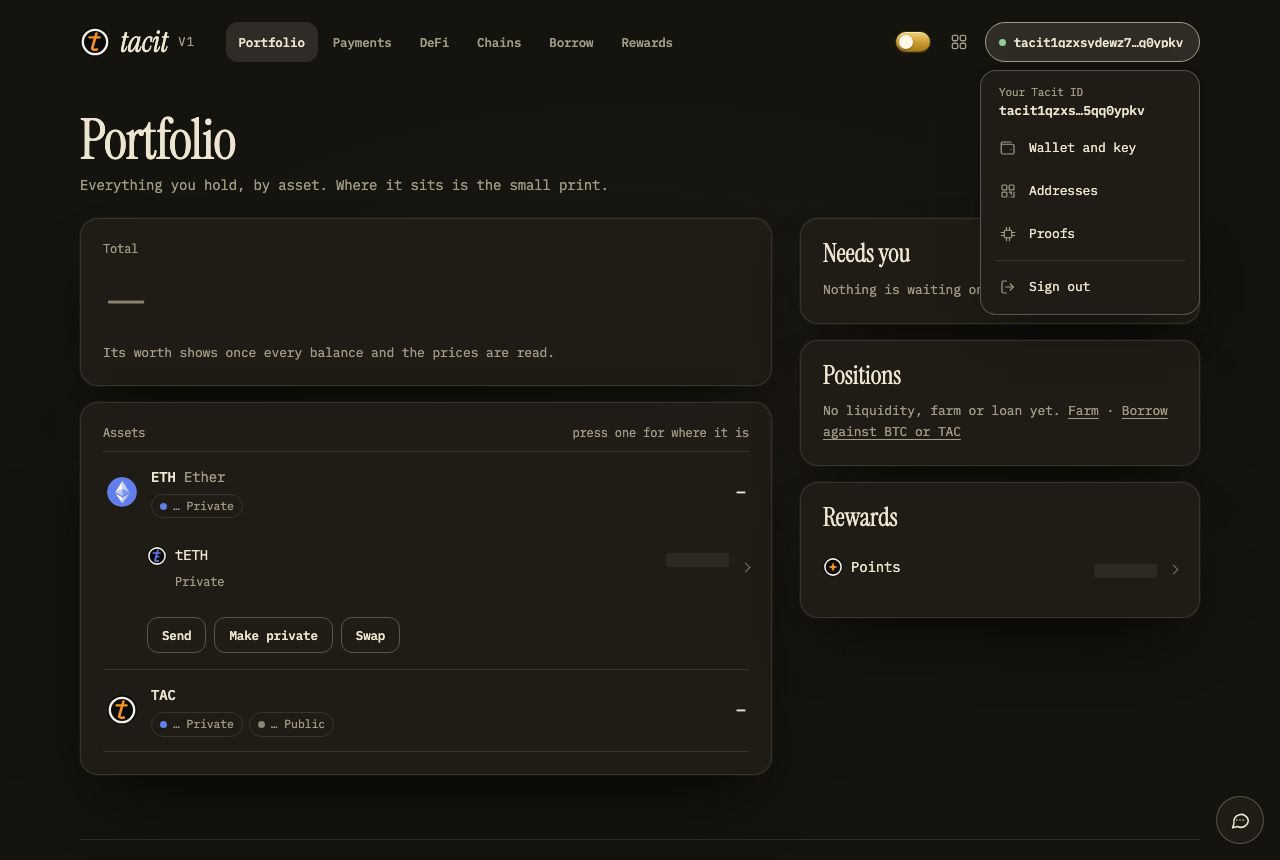 tacit V1
Portfolio
Payments
DeFi
Chains
Borrow
Rewards
tacit1qzxsydewz7…q0ypkv
Your Tacit ID
tacit1qzxs…5qq0ypkv
Wallet and key
Addresses
Proofs
Sign out
Portfolio
Everything you hold, by asset. Where it sits is the small print.
Total
—
Its worth shows once every balance and the prices are read.
Assets
press one for where it is
ETH Ether
… Private
—
tETH
Private
Send
Make private
Swap
TAC
… Private
… Public
—
Needs you
Nothing is waiting
Positions
No liquidity, farm or loan yet. Farm · Borrow
against BTC or TAC
Rewards
Points